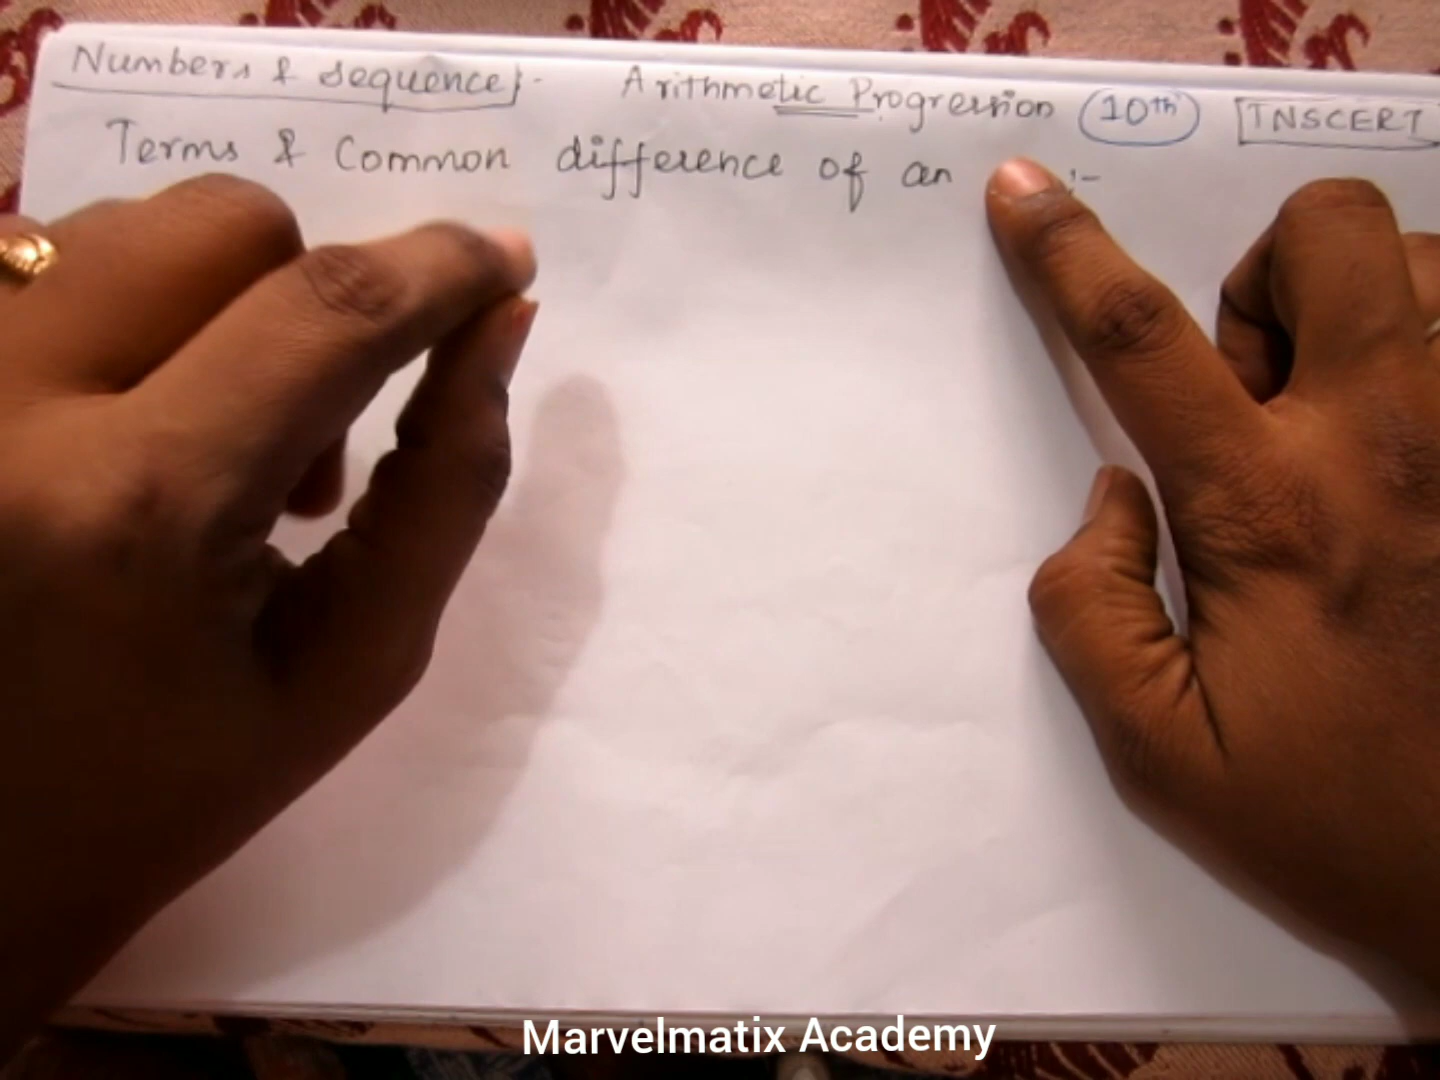 Numbers & sequence:- Arithmetic Progression 10th TNSCERT
Terms & Common difference of an :-
Marvelmatix Academy